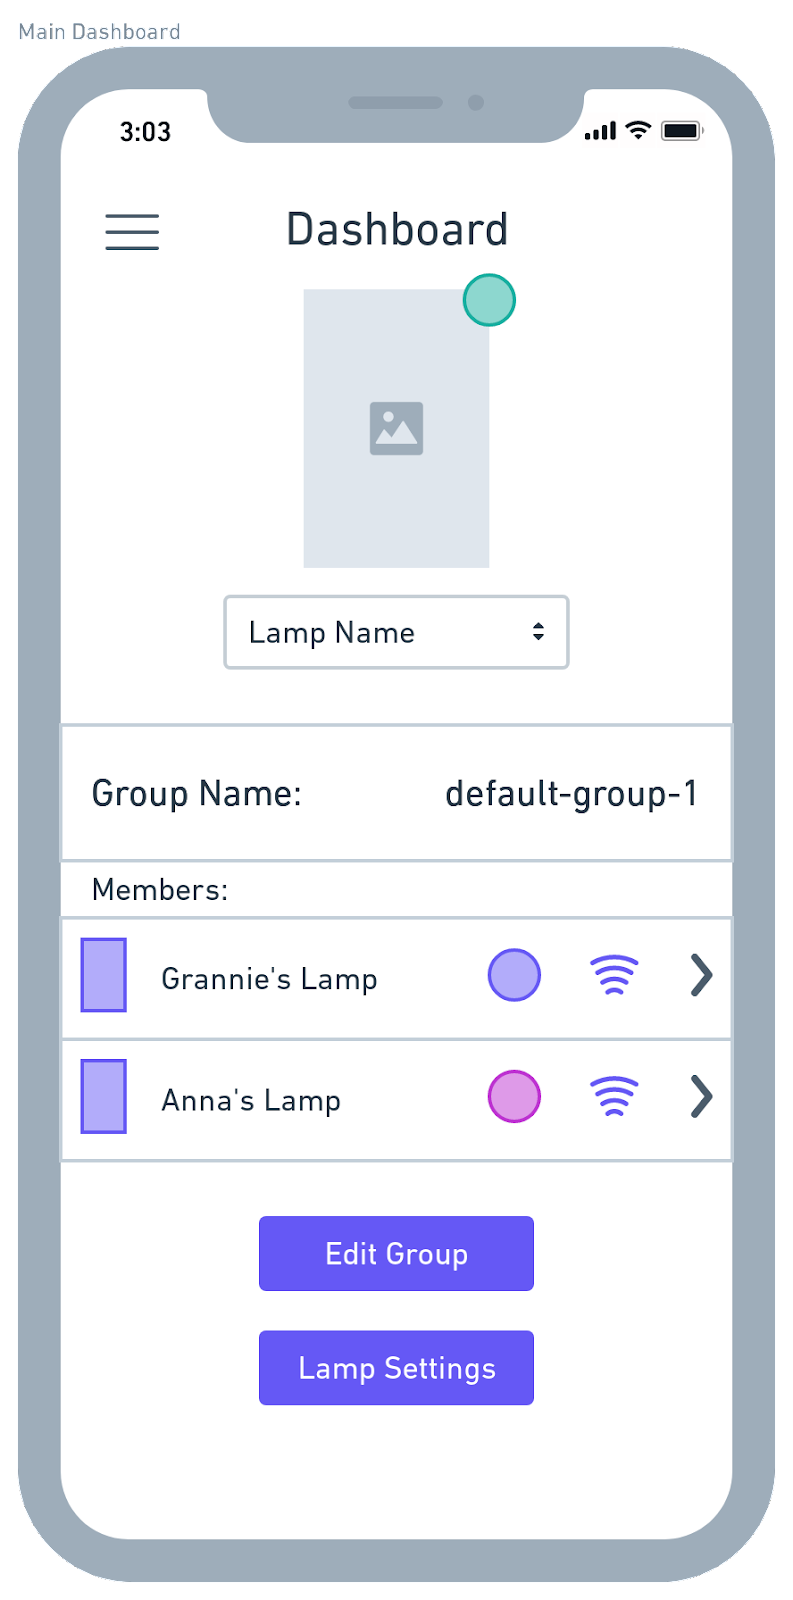 Main Dashboard
3:03
Dashboard
Lamp Name
Group Name: default-group-1
Members:
Grannie's Lamp
Anna's Lamp
Edit Group
Lamp Settings